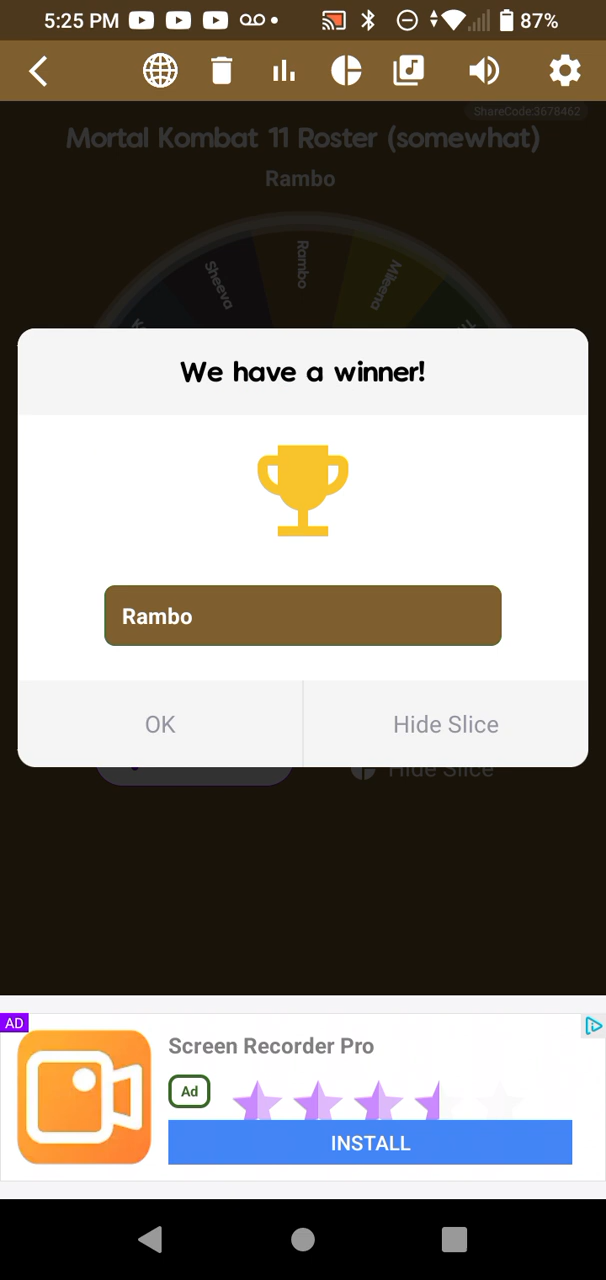 5:25 PM
87%
ShareCode:3678462
Mortal Kombat 11 Roster (somewhat)
Rambo
Sheeva
Rambo
Mileena
We have a winner!
Rambo
OK
Hide Slice
Hide Slice
AD
Screen Recorder Pro
Ad
INSTALL